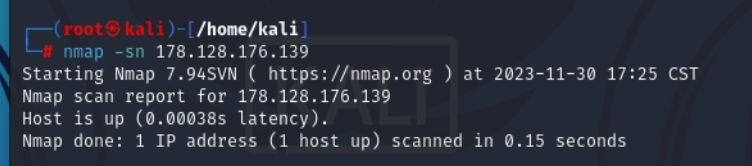 ┌──(root㉿kali)-[/home/kali]
└─# nmap -sn 178.128.176.139
Starting Nmap 7.94SVN ( https://nmap.org ) at 2023-11-30 17:25 CST
Nmap scan report for 178.128.176.139
Host is up (0.00038s latency).
Nmap done: 1 IP address (1 host up) scanned in 0.15 seconds
KALI